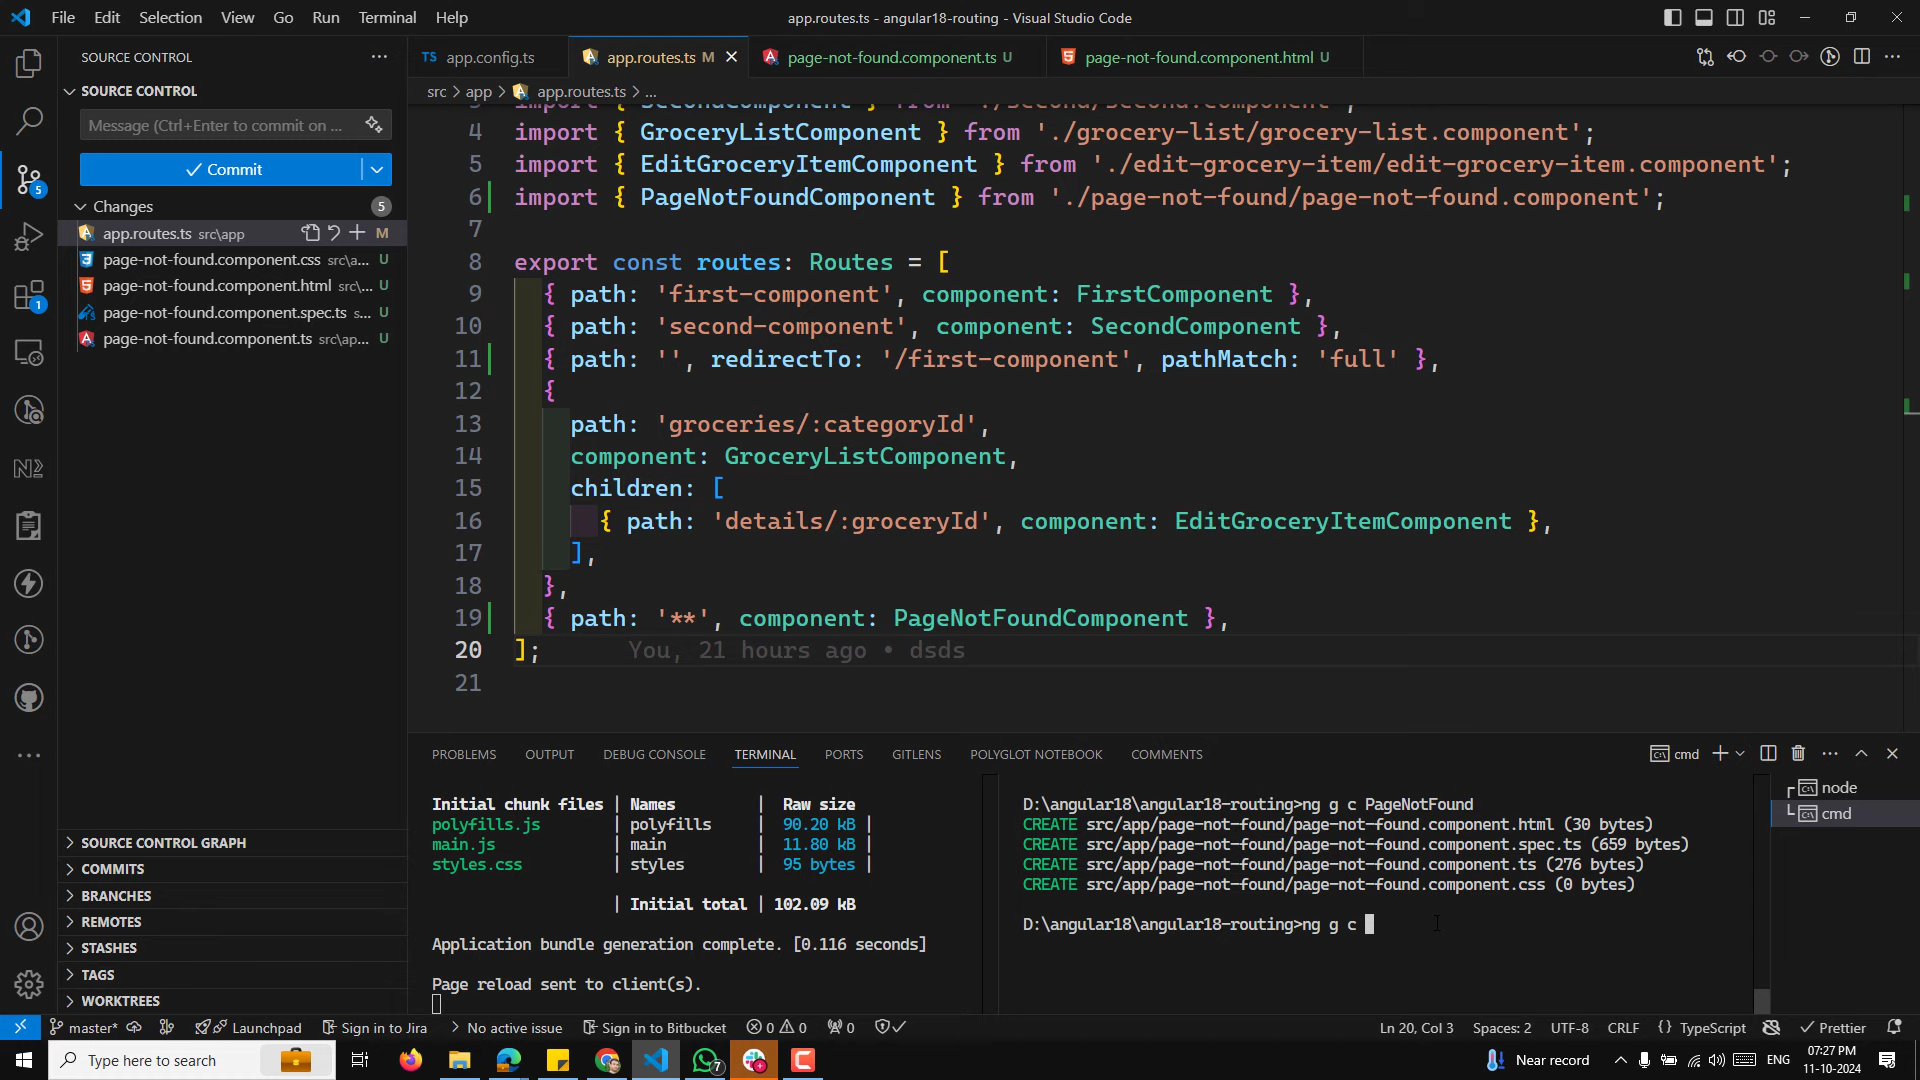 File Edit Selection View Go Run Terminal Help
app.routes.ts - angular18-routing - Visual Studio Code
SOURCE CONTROL
TS app.config.ts
app.routes.ts M
page-not-found.component.ts U
page-not-found.component.html U
SOURCE CONTROL
Message (Ctrl+Enter to commit on ...
Commit
Changes 5
app.routes.ts src\app M
page-not-found.component.css src\a... U
page-not-found.component.html src\... U
page-not-found.component.spec.ts s... U
page-not-found.component.ts src\ap... U
SOURCE CONTROL GRAPH
COMMITS
BRANCHES
REMOTES
STASHES
TAGS
WORKTREES
5
1
src > app > app.routes.ts > ...
import { SecondComponent } from './second/second.component';
4 import { GroceryListComponent } from './grocery-list/grocery-list.component';
5 import { EditGroceryItemComponent } from './edit-grocery-item/edit-grocery-item.component';
6 import { PageNotFoundComponent } from './page-not-found/page-not-found.component';
7
8 export const routes: Routes = [
9 { path: 'first-component', component: FirstComponent },
10 { path: 'second-component', component: SecondComponent },
11 { path: '', redirectTo: '/first-component', pathMatch: 'full' },
12 {
13 path: 'groceries/:categoryId',
14 component: GroceryListComponent,
15 children: [
16 { path: 'details/:groceryId', component: EditGroceryItemComponent },
17 ],
18 },
19 { path: '**', component: PageNotFoundComponent },
20 ]; You, 21 hours ago • dsds
21
PROBLEMS OUTPUT DEBUG CONSOLE TERMINAL PORTS GITLENS POLYGLOT NOTEBOOK COMMENTS
cmd
Initial chunk files | Names | Raw size
polyfills.js | polyfills | 90.20 kB |
main.js | main | 11.80 kB |
styles.css | styles | 95 bytes |
| Initial total | 102.09 kB
Application bundle generation complete. [0.116 seconds]
Page reload sent to client(s).
D:\angular18\angular18-routing>ng g c PageNotFound
CREATE src/app/page-not-found/page-not-found.component.html (30 bytes)
CREATE src/app/page-not-found/page-not-found.component.spec.ts (659 bytes)
CREATE src/app/page-not-found/page-not-found.component.ts (276 bytes)
CREATE src/app/page-not-found/page-not-found.component.css (0 bytes)
D:\angular18\angular18-routing>ng g c
node
cmd
master* Launchpad Sign in to Jira No active issue Sign in to Bitbucket 0 0 0
Ln 20, Col 3 Spaces: 2 UTF-8 CRLF {} TypeScript Prettier
Type here to search
7
Near record
ENG
07:27 PM
11-10-2024